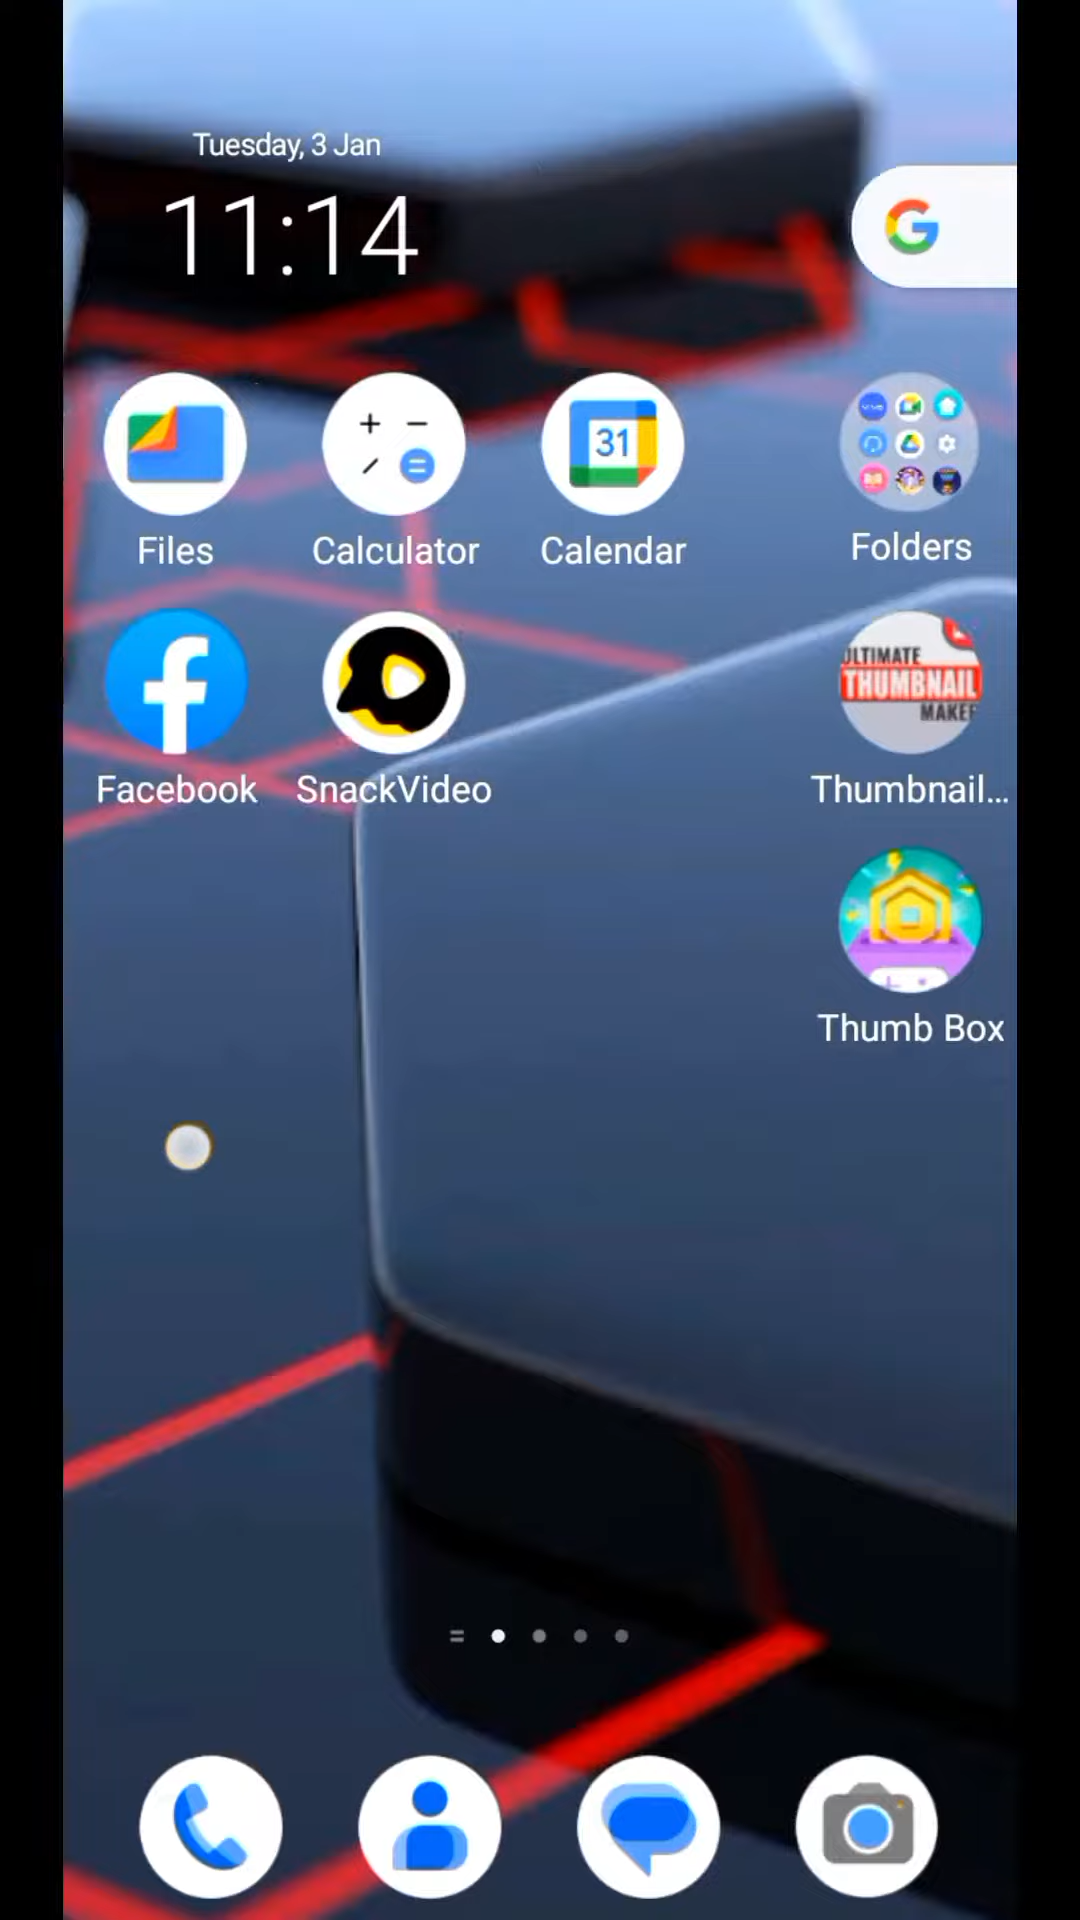 Tuesday, 3 Jan
11:14
31
Files
Calculator
Calendar
Folders
ULTIMATE
THUMBNAIL
MAKER
Facebook
SnackVideo
Thumbnail...
Thumb Box